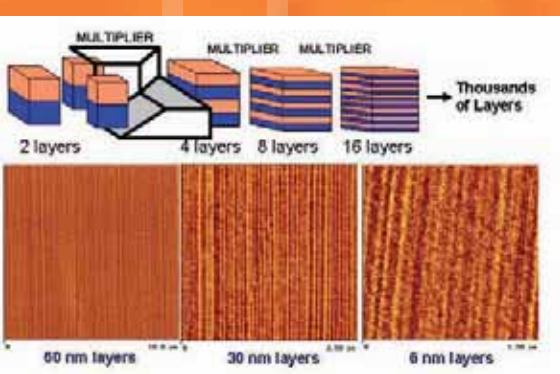 MULTIPLIER
MULTIPLIER MULTIPLIER
Thousands
of Layers
2 layers 4 layers 8 layers 16 layers
60 nm layers 30 nm layers 6 nm layers